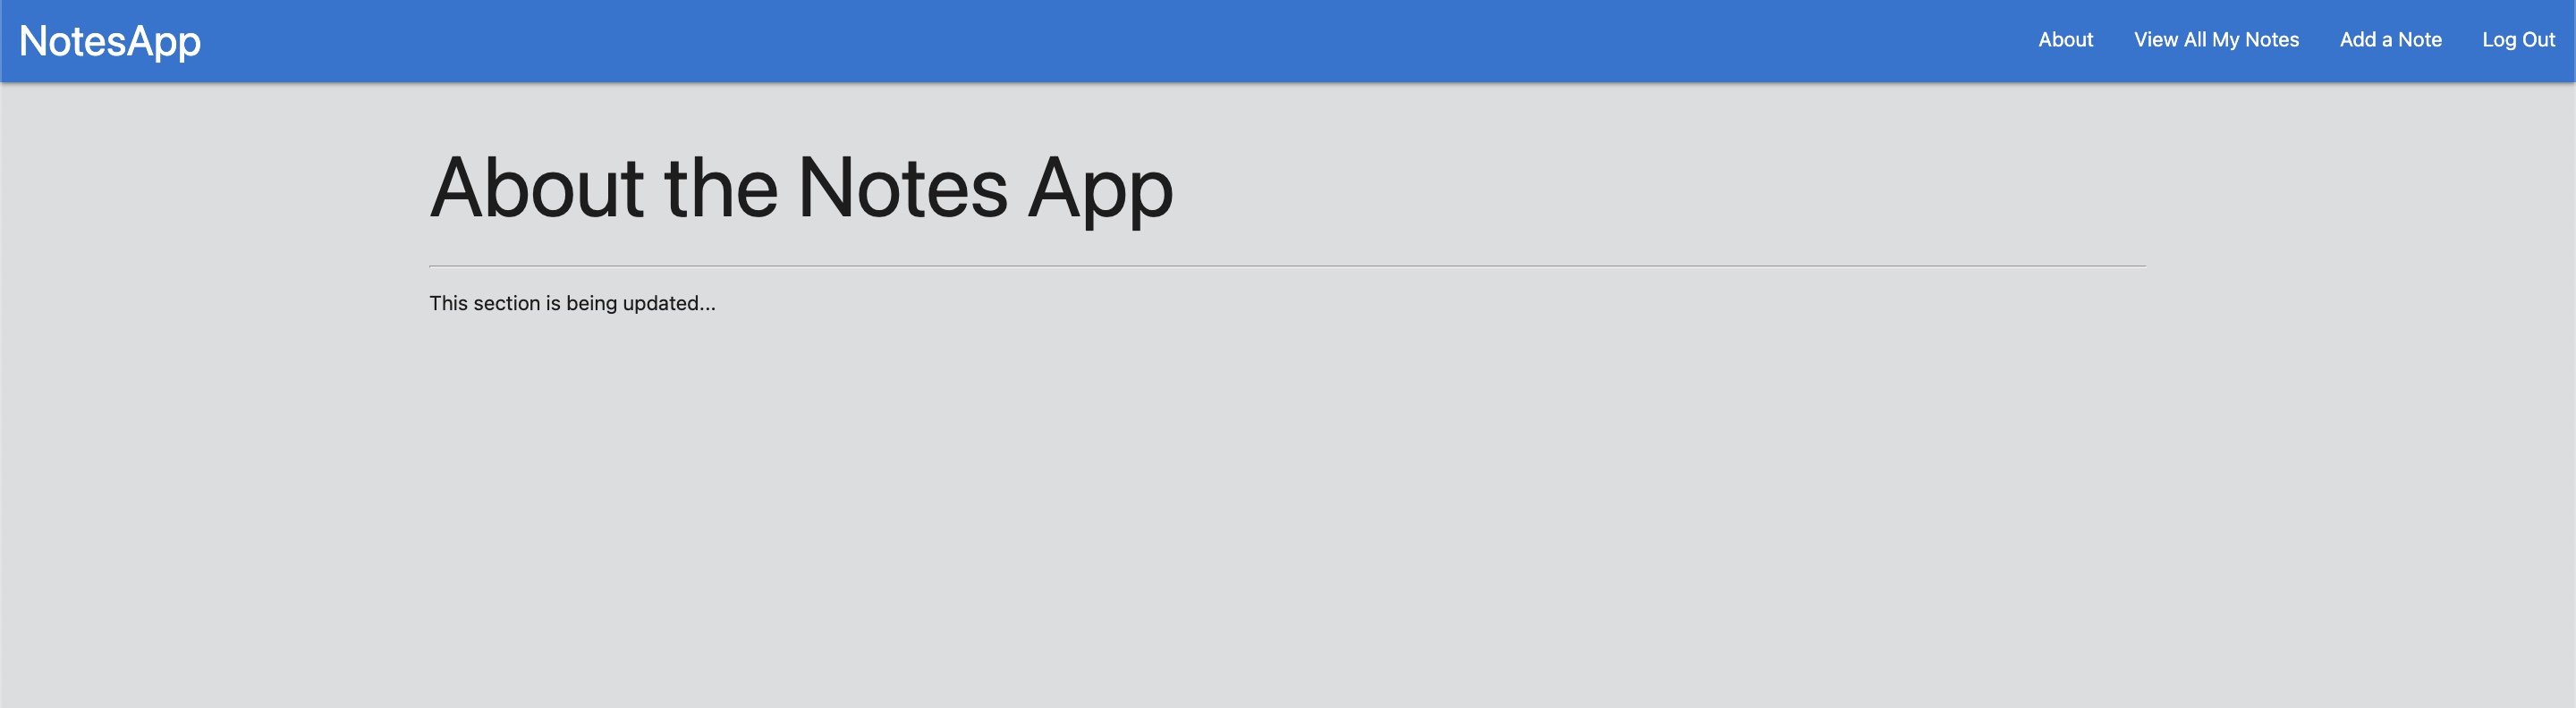 NotesApp
About
View All My Notes
Add a Note
Log Out
About the Notes App
This section is being updated...